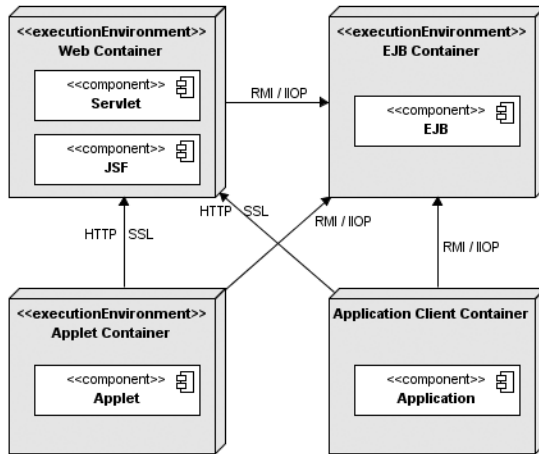 <<executionEnvironment>>
Web Container
<<component>>
Servlet
<<component>>
JSF
RMI / IIOP
<<executionEnvironment>>
EJB Container
<<component>>
EJB
HTTP SSL
HTTP SSL
RMI / IIOP
RMI / IIOP
<<executionEnvironment>>
Applet Container
<<component>>
Applet
Application Client Container
<<component>>
Application